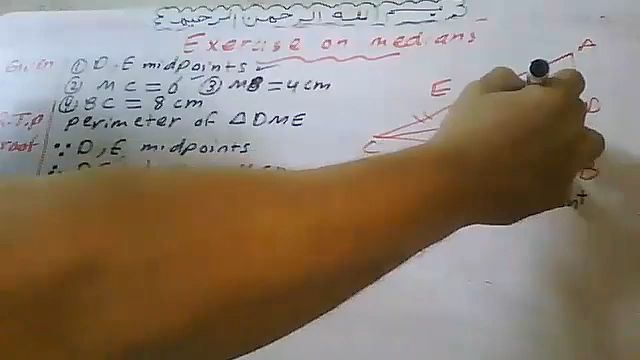 بسم الله الرحمن الرحيم
Exercise on medians
Given ① D, E midpoints
② MC = 6 ③ MB = 4 cm
④ BC = 8 cm
R.T.P perimeter of △DME
∵ D, E midpoints
A
E
D
C